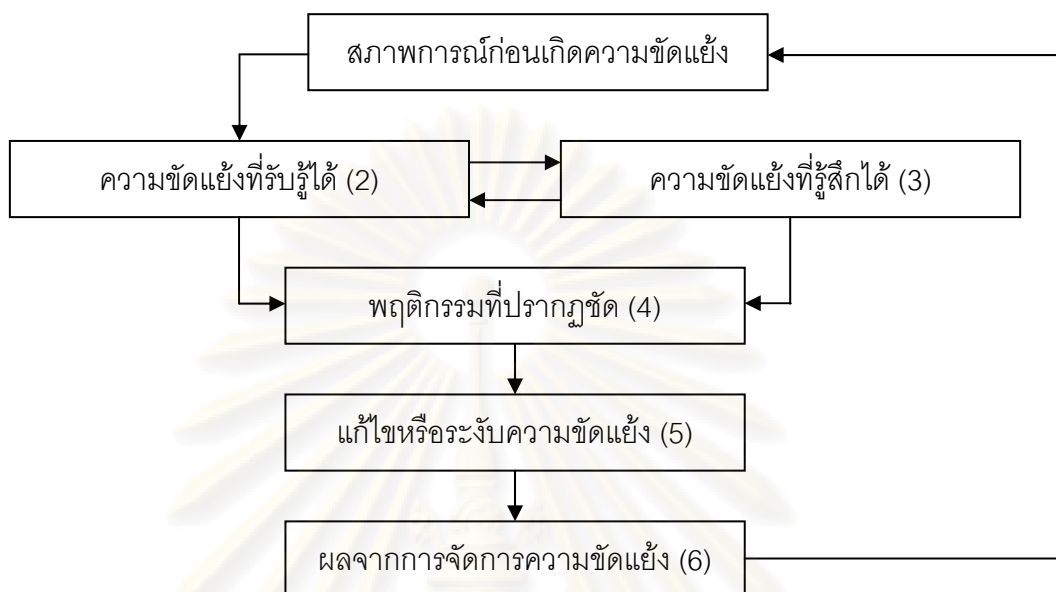 สภาพการณ์ก่อนเกิดความขัดแย้ง
ความขัดแย้งที่รับรู้ได้ (2)
ความขัดแย้งที่รู้สึกได้ (3)
พฤติกรรมที่ปรากฏชัด (4)
แก้ไขหรือระงับความขัดแย้ง (5)
ผลจากการจัดการความขัดแย้ง (6)